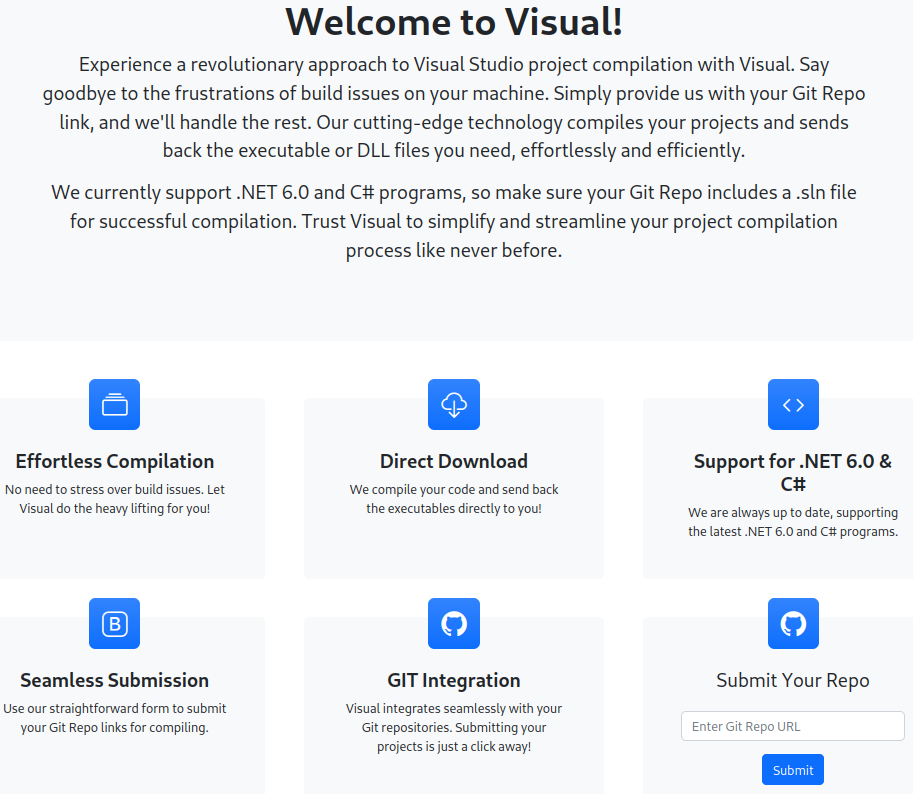 Welcome to Visual!
Experience a revolutionary approach to Visual Studio project compilation with Visual. Say
goodbye to the frustrations of build issues on your machine. Simply provide us with your Git Repo
link, and we'll handle the rest. Our cutting-edge technology compiles your projects and sends
back the executable or DLL files you need, effortlessly and efficiently.
We currently support .NET 6.0 and C# programs, so make sure your Git Repo includes a .sln file
for successful compilation. Trust Visual to simplify and streamline your project compilation
process like never before.
Effortless Compilation
No need to stress over build issues. Let
Visual do the heavy lifting for you!
Direct Download
We compile your code and send back
the executables directly to you!
Support for .NET 6.0 &
C#
We are always up to date, supporting
the latest .NET 6.0 and C# programs.
B
Seamless Submission
Use our straightforward form to submit
your Git Repo links for compiling.
GIT Integration
Visual integrates seamlessly with your
Git repositories. Submitting your
projects is just a click away!
Submit Your Repo
Enter Git Repo URL
Submit